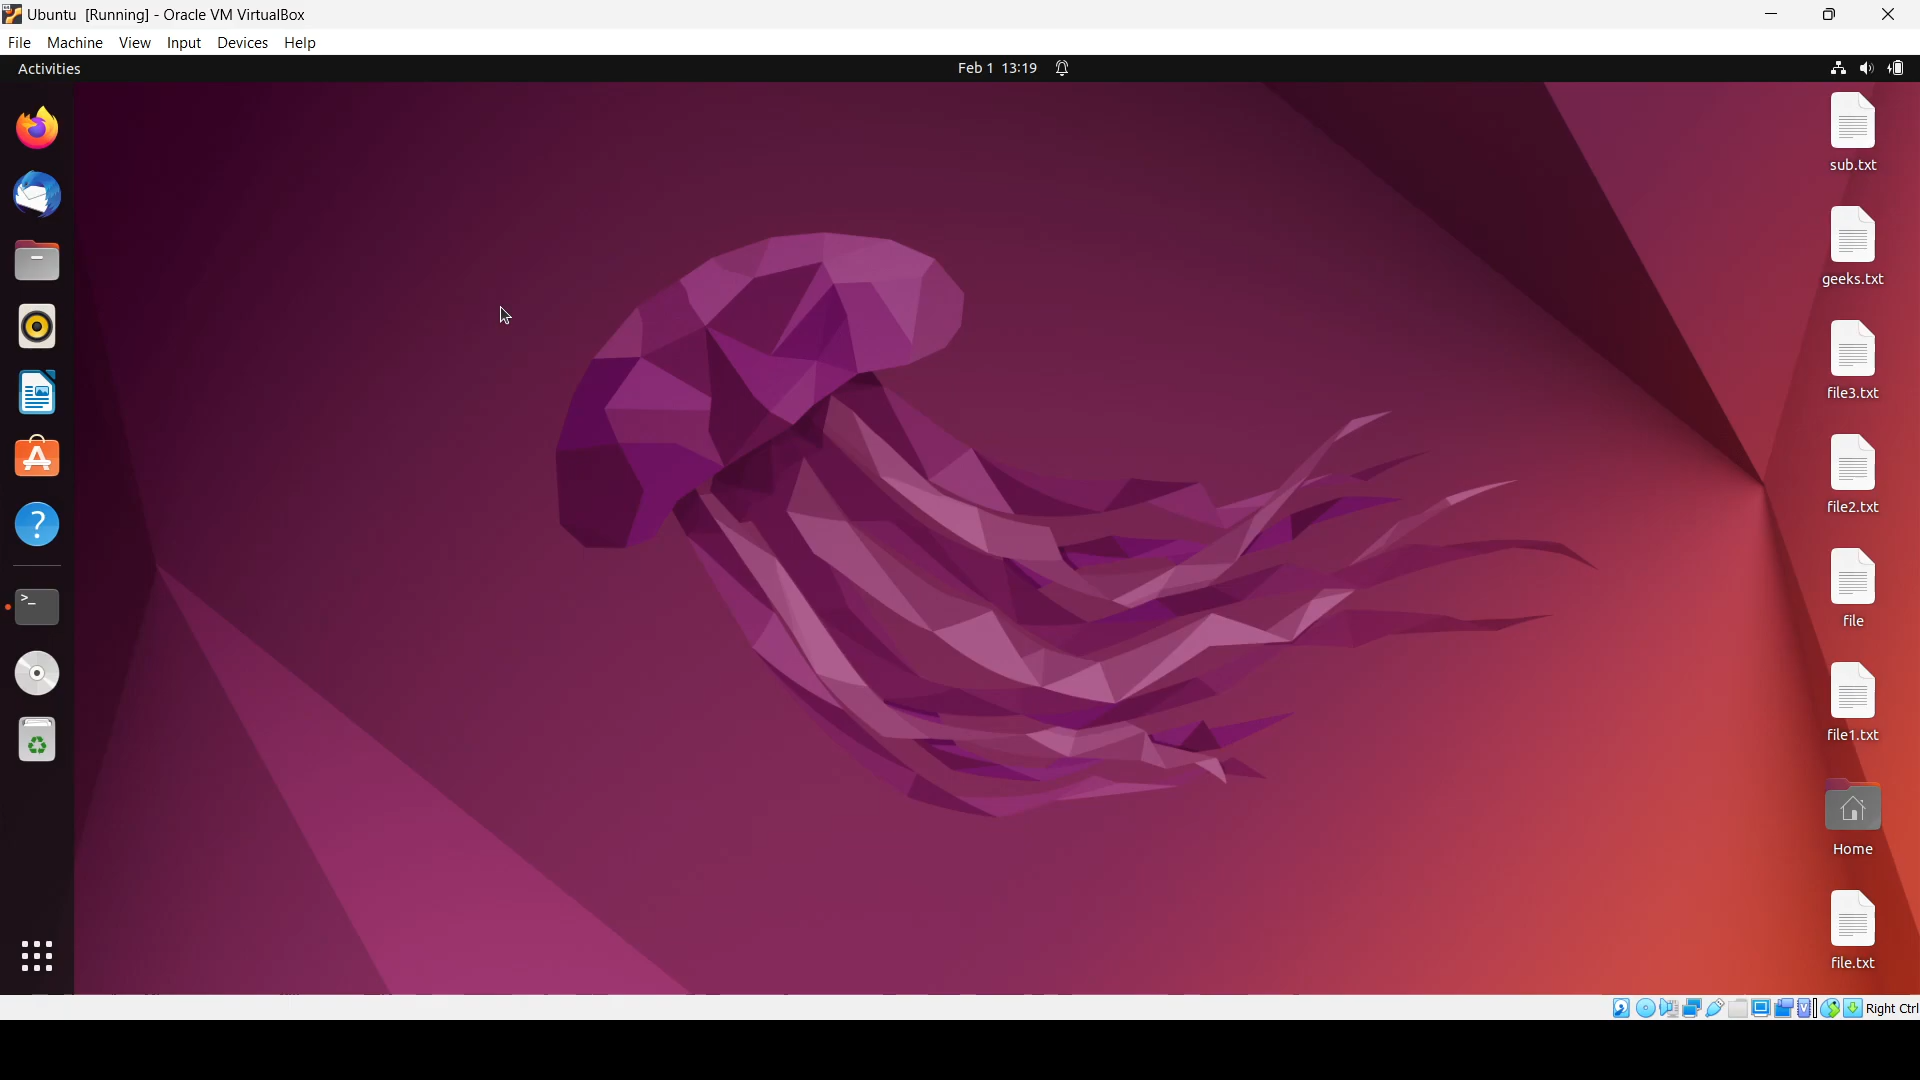 Ubuntu [Running] - Oracle VM VirtualBox
File Machine View Input Devices Help
Activities
Feb 1 13:19
sub.txt
geeks.txt
file3.txt
file2.txt
file
file1.txt
Home
file.txt
Right Ctrl